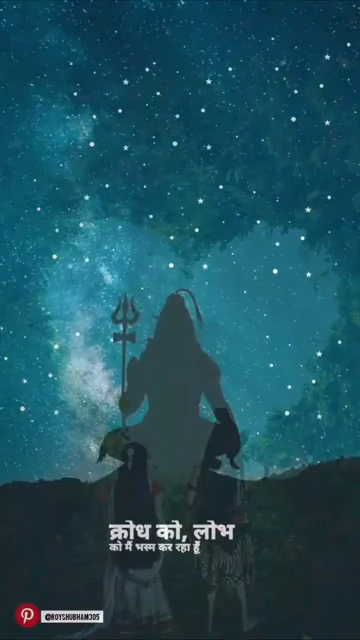 क्रोध को, लोभ
को मैं भस्म कर रहा हूँ
@ROYSHUBHAM305